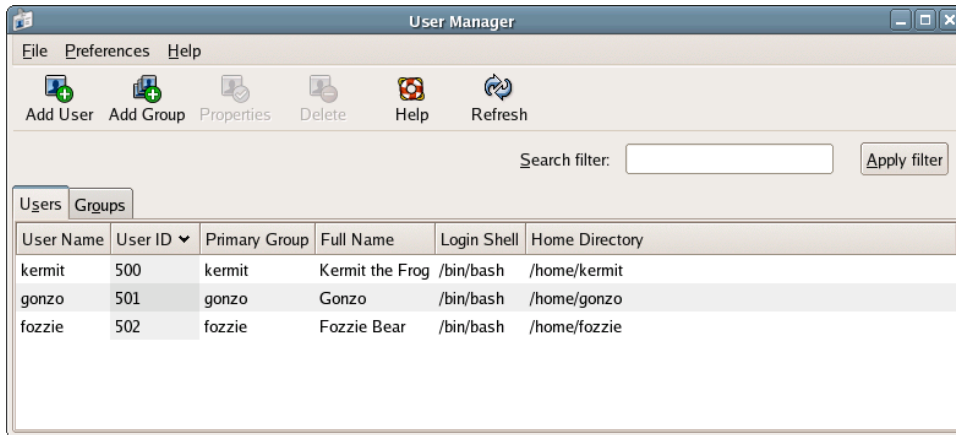 User Manager
File Preferences Help
Add User Add Group Properties Delete Help Refresh
Search filter: Apply filter
Users Groups
User Name User ID Primary Group Full Name Login Shell Home Directory
kermit 500 kermit Kermit the Frog /bin/bash /home/kermit
gonzo 501 gonzo Gonzo /bin/bash /home/gonzo
fozzie 502 fozzie Fozzie Bear /bin/bash /home/fozzie